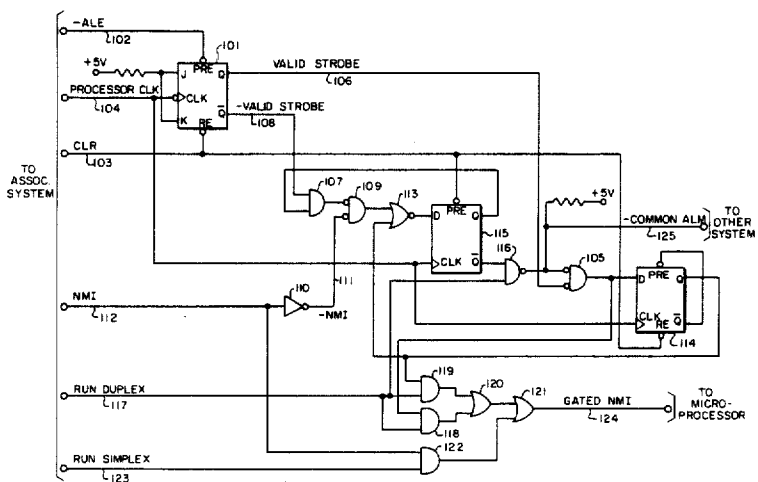 -ALE
102
101
+5V
J
PRE
Q
VALID STROBE
106
PROCESSOR CLK
104
CLK
-VALID STROBE
K
RE
Q
108
CLR
103
TO
ASSOC.
SYSTEM
107
109
113
+5V
D
PRE
Q
115
-COMMON ALM
125
TO
OTHER
SYSTEM
116
105
CLK
Q
111
110
NMI
112
-NMI
D
PRE
Q
CLK
RE
Q
114
119
120
121
RUN DUPLEX
117
118
GATED NMI
124
TO
MICRO-
PROCESSOR
122
RUN SIMPLEX
123